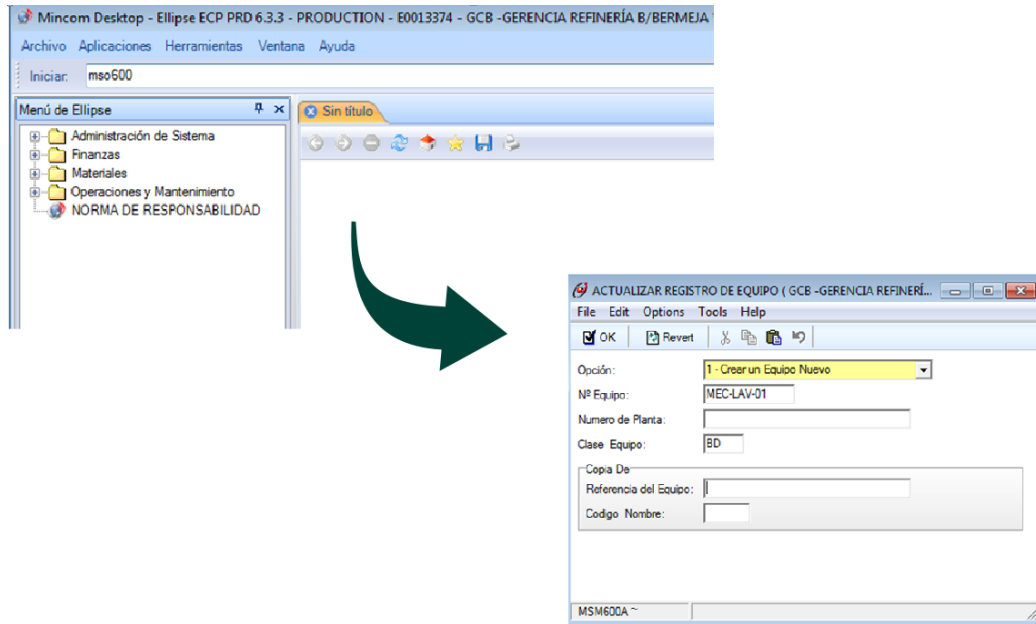 Mincom Desktop - Ellipse ECP PRD 6.3.3 - PRODUCTION - E0013374 - GCB -GERENCIA REFINERÍA B/BERMEJA
Archivo Aplicaciones Herramientas Ventana Ayuda
Iniciar: mso600
Menú de Ellipse
Sin título
Administración de Sistema
Finanzas
Materiales
Operaciones y Mantenimiento
NORMA DE RESPONSABILIDAD
ACTUALIZAR REGISTRO DE EQUIPO ( GCB -GERENCIA REFINERÍ...
File Edit Options Tools Help
OK Revert
Opción: 1 - Crear un Equipo Nuevo
Nº Equipo: MEC-LAV-01
Numero de Planta:
Clase Equipo: BD
Copia De
Referencia del Equipo:
Codigo Nombre:
MSM600A ~